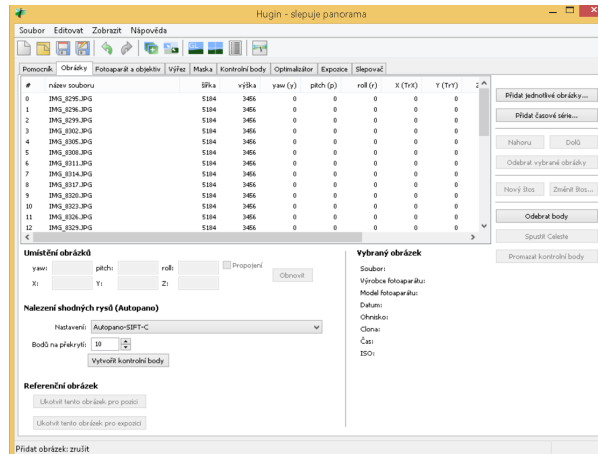 Hugin - slepuje panorama
Soubor Editovat Zobrazit Nápověda
Pomocník Obrázky Fotoaparát a objektiv Výřez Maska Kontrolní body Optimalizátor Expozice Slepovač
# název souboru šířka výška yaw (y) pitch (p) roll (r) X (TrX) Y (TrY) Z
0 IMG_8295.JPG 5184 3456 0 0 0 0 0
1 IMG_8296.JPG 5184 3456 0 0 0 0 0
2 IMG_8299.JPG 5184 3456 0 0 0 0 0
3 IMG_8302.JPG 5184 3456 0 0 0 0 0
4 IMG_8305.JPG 5184 3456 0 0 0 0 0
5 IMG_8308.JPG 5184 3456 0 0 0 0 0
6 IMG_8311.JPG 5184 3456 0 0 0 0 0
7 IMG_8314.JPG 5184 3456 0 0 0 0 0
8 IMG_8317.JPG 5184 3456 0 0 0 0 0
9 IMG_8320.JPG 5184 3456 0 0 0 0 0
10 IMG_8323.JPG 5184 3456 0 0 0 0 0
11 IMG_8326.JPG 5184 3456 0 0 0 0 0
12 IMG_8329.JPG 5184 3456 0 0 0 0 0
Přidat jednotlivé obrázky...
Přidat časové série...
Nahoru Dolů
Odebrat vybrané obrázky
Nový štos Změnit štos...
Odebrat body
Spustit Celeste
Promazat kontrolní body
Umístění obrázků
yaw: pitch: roll: Propojení
X: Y: Z: Obnovit
Nalezení shodných rysů (Autopano)
Nastavení: Autopano-SIFT-C
Bodů na překrytí: 10
Vytvořit kontrolní body
Referenční obrázek
Ukotvit tento obrázek pro pozici
Ukotvit tento obrázek pro expozici
Vybraný obrázek
Soubor:
Výrobce fotoaparátu:
Model fotoaparátu:
Datum:
Ohnisko:
Clona:
Čas:
ISO:
Přidat obrázek: zrušit